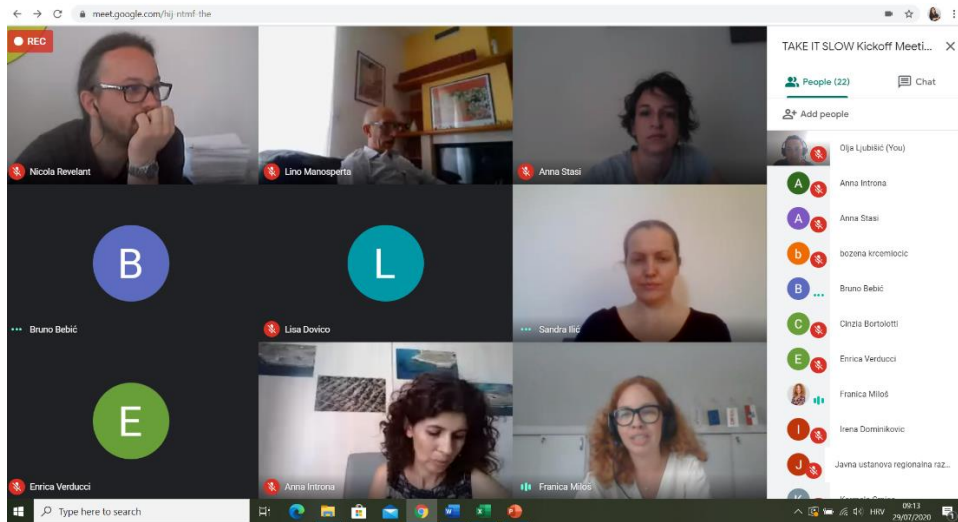 meet.google.com/hij-ntmf-the
REC
TAKE IT SLOW Kickoff Meeti...
People (22)
Chat
Add people
Nicola Revelant
Lino Manosperta
Anna Stasi
B
Bruno Bebić
L
Lisa Dovico
Sandra Ilić
E
Enrica Verducci
Anna Introna
Franica Miloš
Olja Ljubišić (You)
A
Anna Introna
A
Anna Stasi
b
bozena krcemlocic
B
Bruno Bebić
C
Cinzia Bortolotti
E
Enrica Verducci
Franica Miloš
I
Irena Dominikovic
J
Javna ustanova regionalna raz...
K
Type here to search
HRV
09:13
29/07/2020